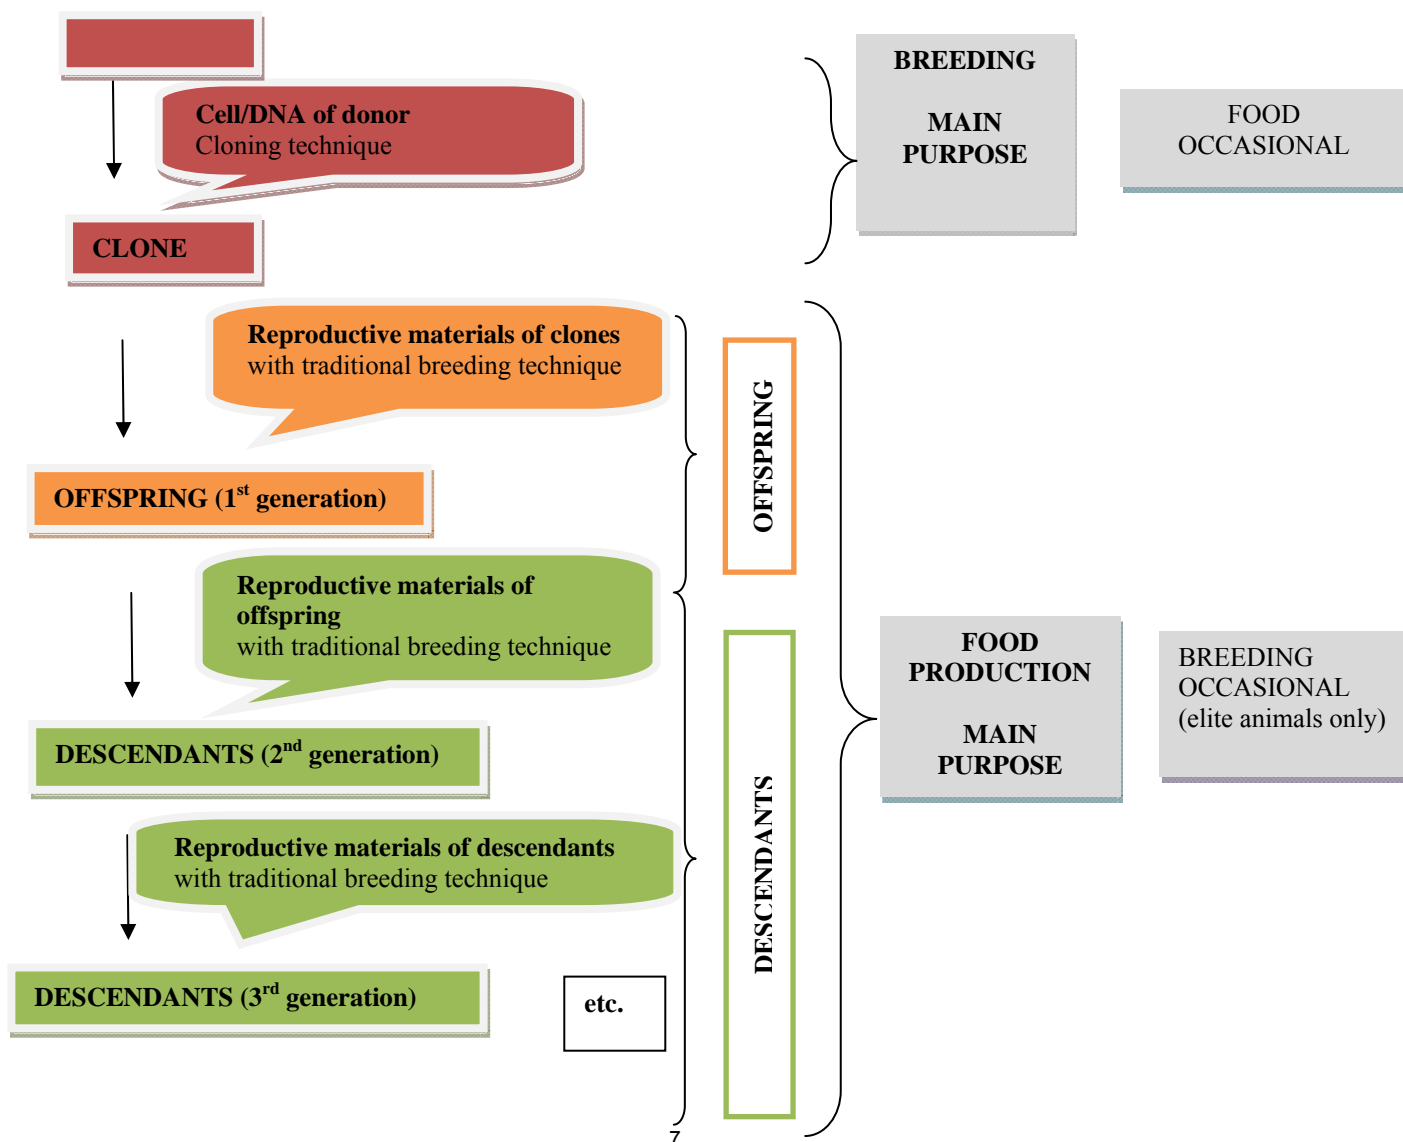 Cell/DNA of donor
Cloning technique
CLONE
BREEDING
MAIN
PURPOSE
FOOD
OCCASIONAL
Reproductive materials of clones
with traditional breeding technique
OFFSPRING (1st generation)
OFFSPRING
Reproductive materials of
offspring
with traditional breeding technique
DESCENDANTS (2nd generation)
Reproductive materials of descendants
with traditional breeding technique
DESCENDANTS (3rd generation)
etc.
DESCENDANTS
FOOD
PRODUCTION
MAIN
PURPOSE
BREEDING
OCCASIONAL
(elite animals only)
7